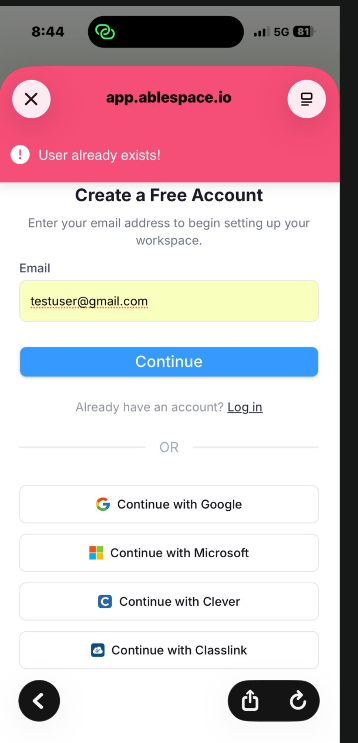 8:44
5G 81
app.ablespace.io
User already exists!
Create a Free Account
Enter your email address to begin setting up your
workspace.
Email
testuser@gmail.com
Continue
Already have an account? Log in
OR
Continue with Google
Continue with Microsoft
Continue with Clever
Continue with Classlink